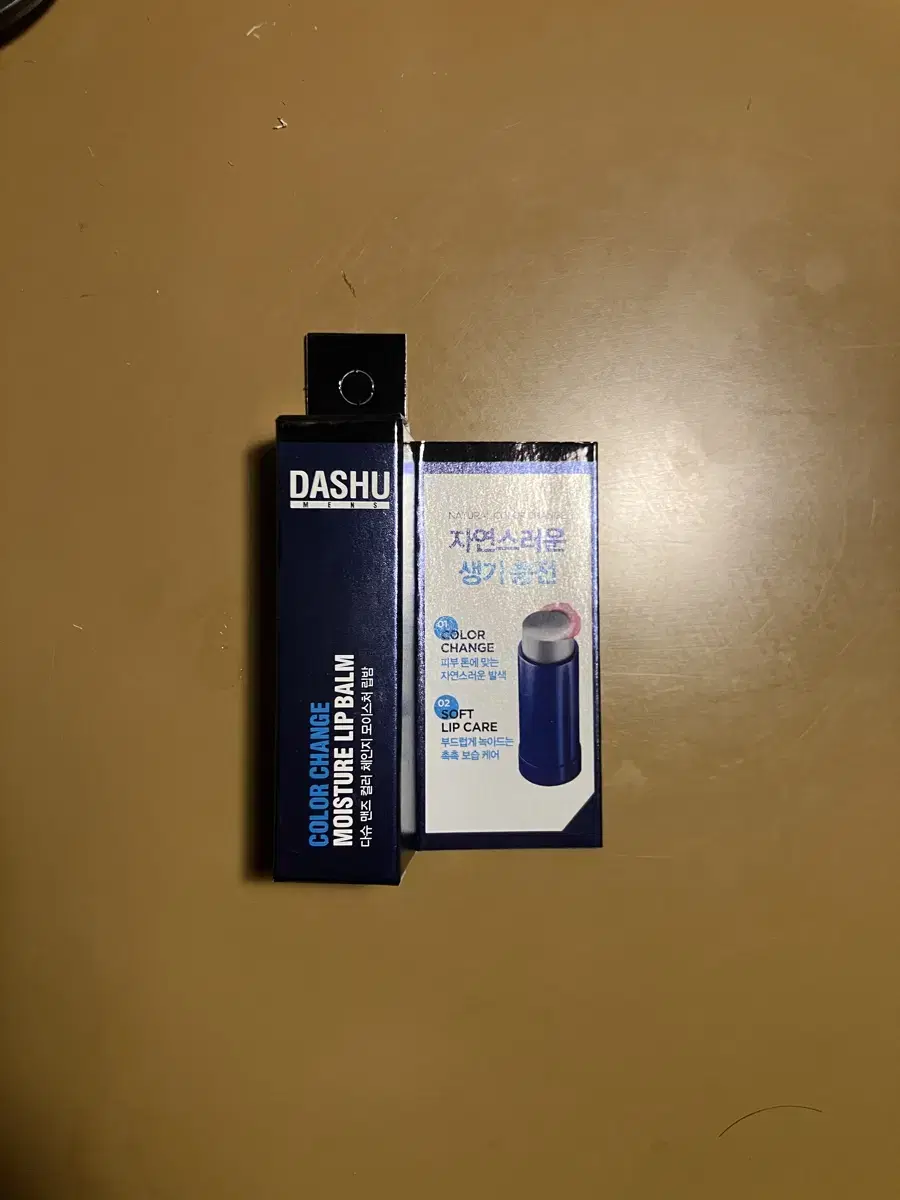 DASHU
MENS
COLOR CHANGE
MOISTURE LIP BALM
다슈 맨즈 컬러 체인지 모이스처 립밤
NATURAL COLOR CHANGE
자연스러운
생기 충전
01
COLOR
CHANGE
피부 톤에 맞는
자연스러운 발색
02
SOFT
LIP CARE
부드럽게 녹아드는
촉촉 보습 케어